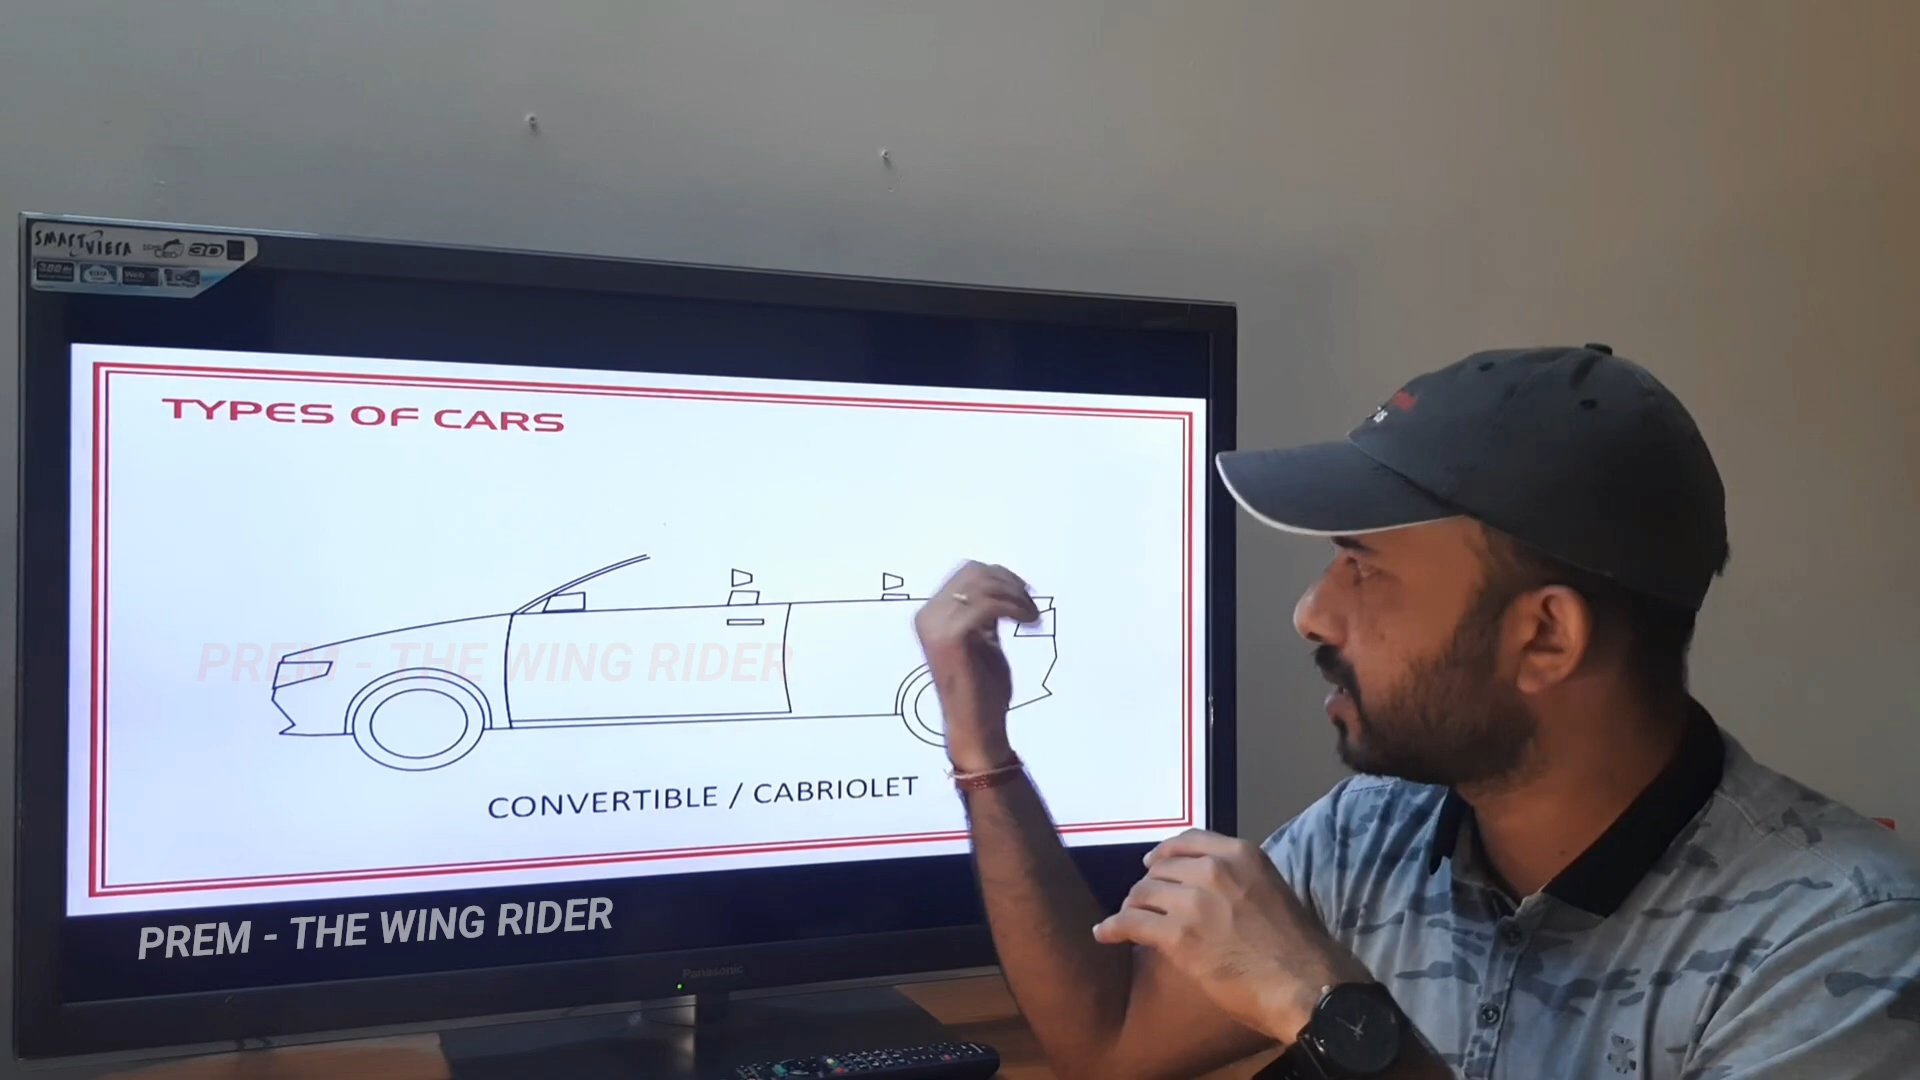 SMART VIERA
3D
TYPES OF CARS
PREM - THE WING RIDER
CONVERTIBLE / CABRIOLET
PREM - THE WING RIDER
Panasonic